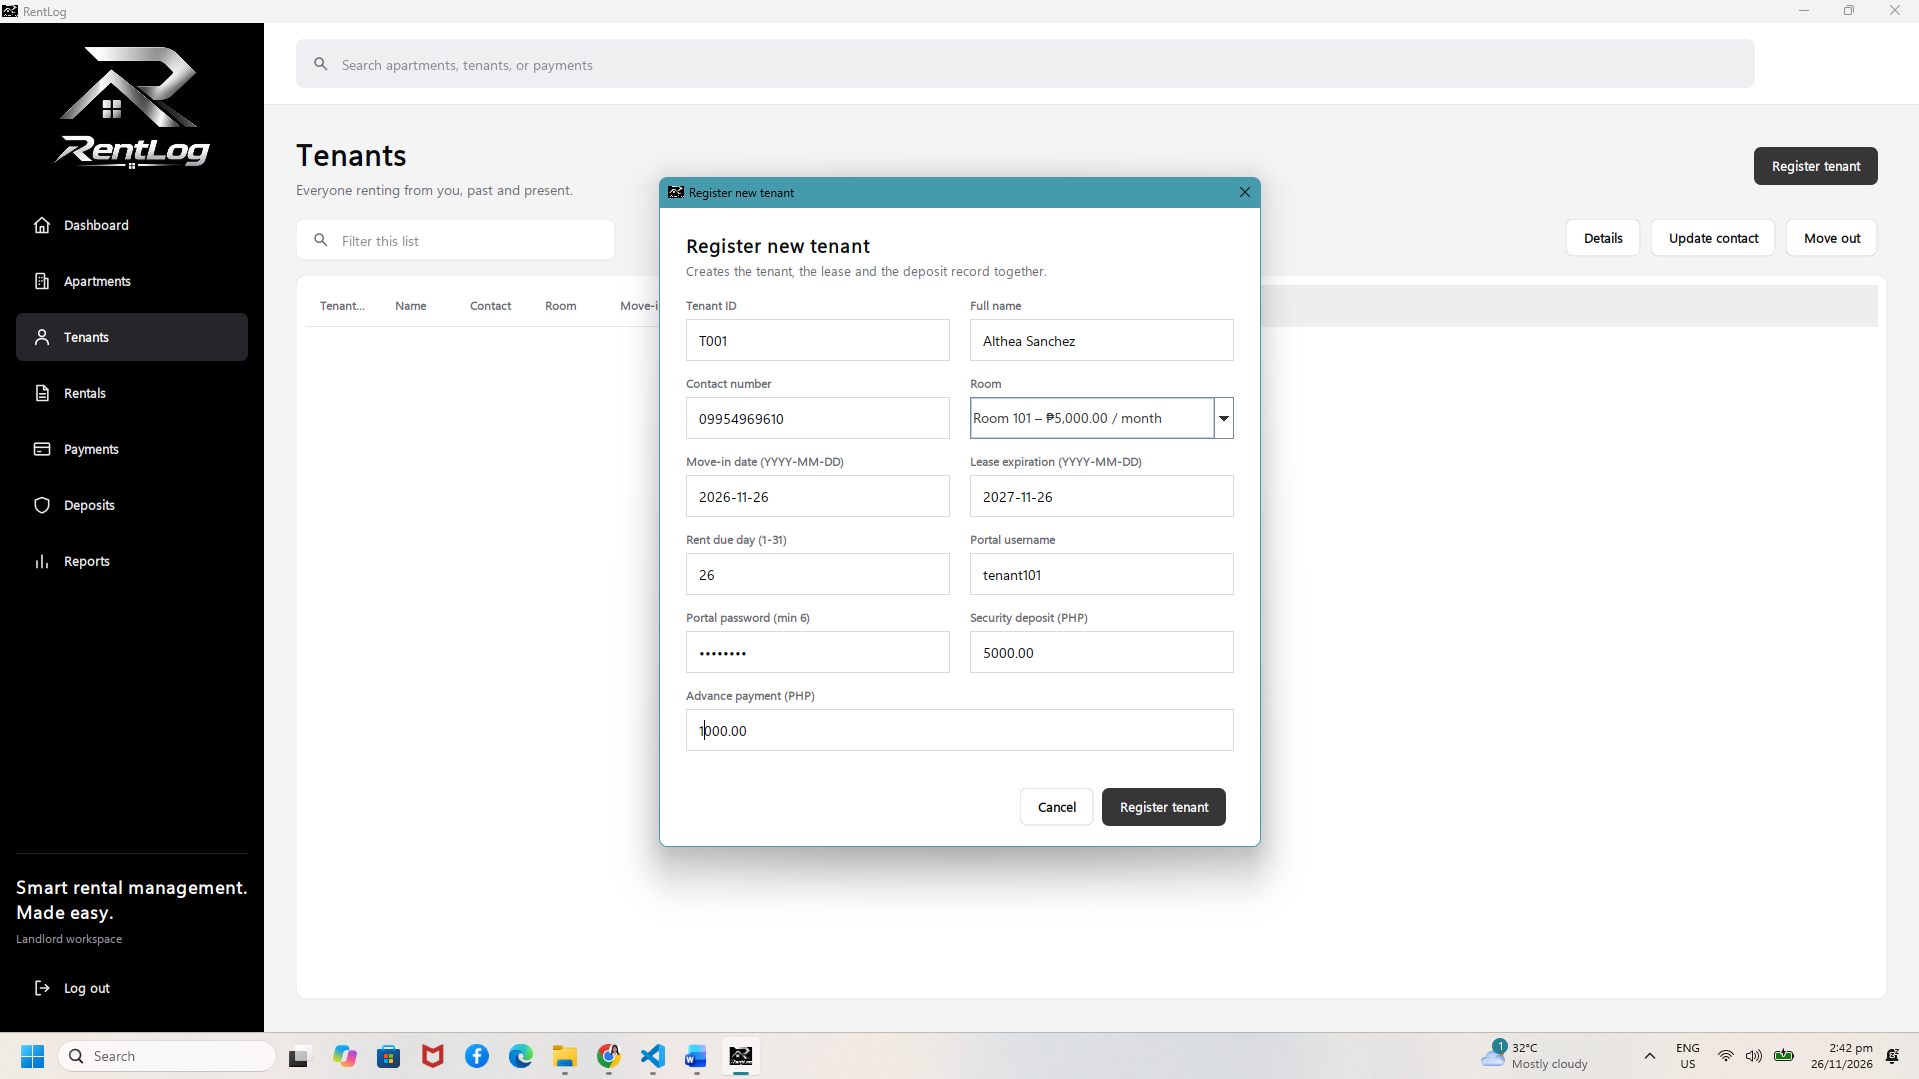 RentLog
RentLog
Search apartments, tenants, or payments
Tenants
Everyone renting from you, past and present.
Register tenant
Dashboard
Apartments
Tenants
Rentals
Payments
Deposits
Reports
Filter this list
Details
Update contact
Move out
Tenant...
Name
Contact
Room
Move-i
Register new tenant
Register new tenant
Creates the tenant, the lease and the deposit record together.
Tenant ID
Full name
T001
Althea Sanchez
Contact number
Room
09954969610
Room 101 – ₱5,000.00 / month
Move-in date (YYYY-MM-DD)
Lease expiration (YYYY-MM-DD)
2026-11-26
2027-11-26
Rent due day (1-31)
Portal username
26
tenant101
Portal password (min 6)
Security deposit (PHP)
••••••••
5000.00
Advance payment (PHP)
1000.00
Cancel
Register tenant
Smart rental management.
Made easy.
Landlord workspace
Log out
Search
RentLog
1
32°C
Mostly cloudy
ENG
US
2:42 pm
26/11/2026